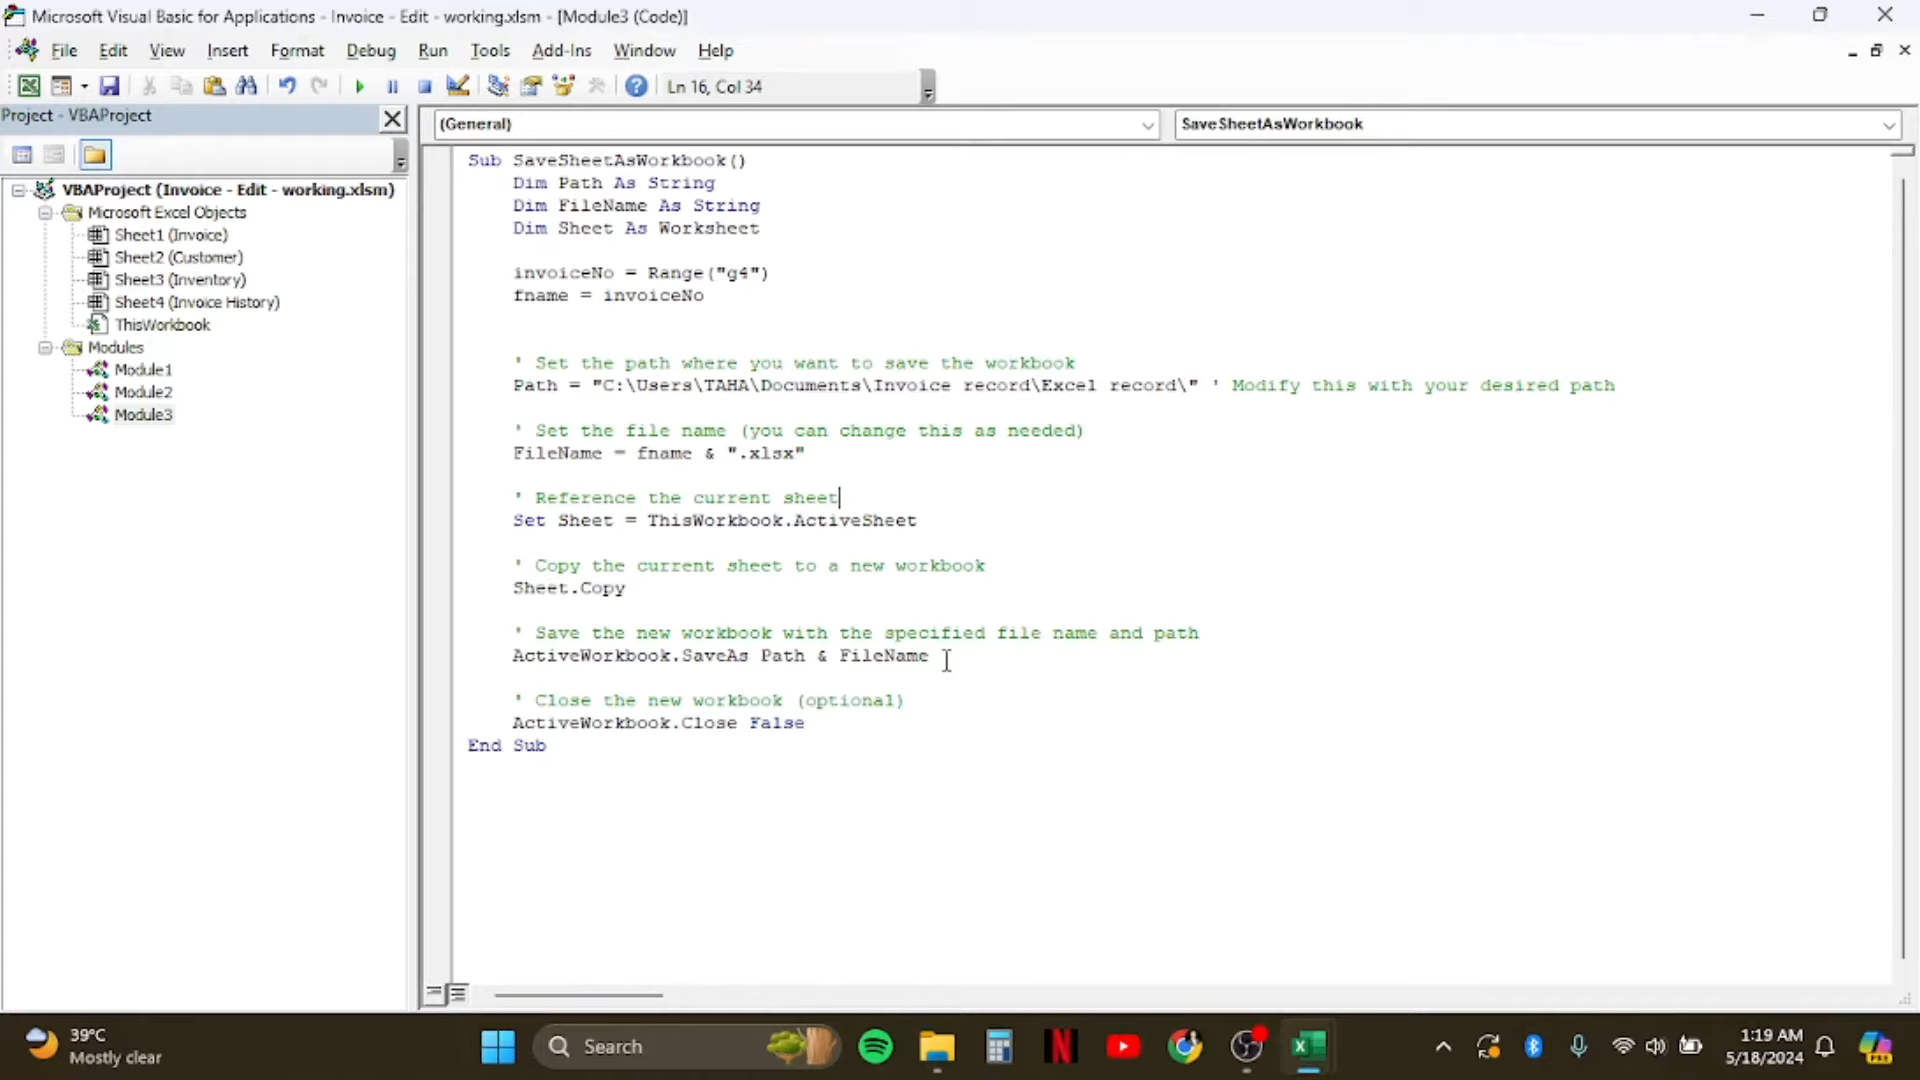 Microsoft Visual Basic for Applications - Invoice - Edit - working.xlsm - [Module3 (Code)]
File Edit View Insert Format Debug Run Tools Add-Ins Window Help
Ln 16, Col 34
Project - VBAProject
(General)
SaveSheetAsWorkbook
VBAProject (Invoice - Edit - working.xlsm)
Microsoft Excel Objects
Sheet1 (Invoice)
Sheet2 (Customer)
Sheet3 (Inventory)
Sheet4 (Invoice History)
ThisWorkbook
Modules
Module1
Module2
Module3
Sub SaveSheetAsWorkbook()
Dim Path As String
Dim FileName As String
Dim Sheet As Worksheet
invoiceNo = Range("g4")
fname = invoiceNo
' Set the path where you want to save the workbook
Path = "C:\Users\TAHA\Documents\Invoice record\Excel record\" ' Modify this with your desired path
' Set the file name (you can change this as needed)
FileName = fname & ".xlsx"
' Reference the current sheet
Set Sheet = ThisWorkbook.ActiveSheet
' Copy the current sheet to a new workbook
Sheet.Copy
' Save the new workbook with the specified file name and path
ActiveWorkbook.SaveAs Path & FileName
' Close the new workbook (optional)
ActiveWorkbook.Close False
End Sub
39°C
Mostly clear
Search
1:19 AM
5/18/2024